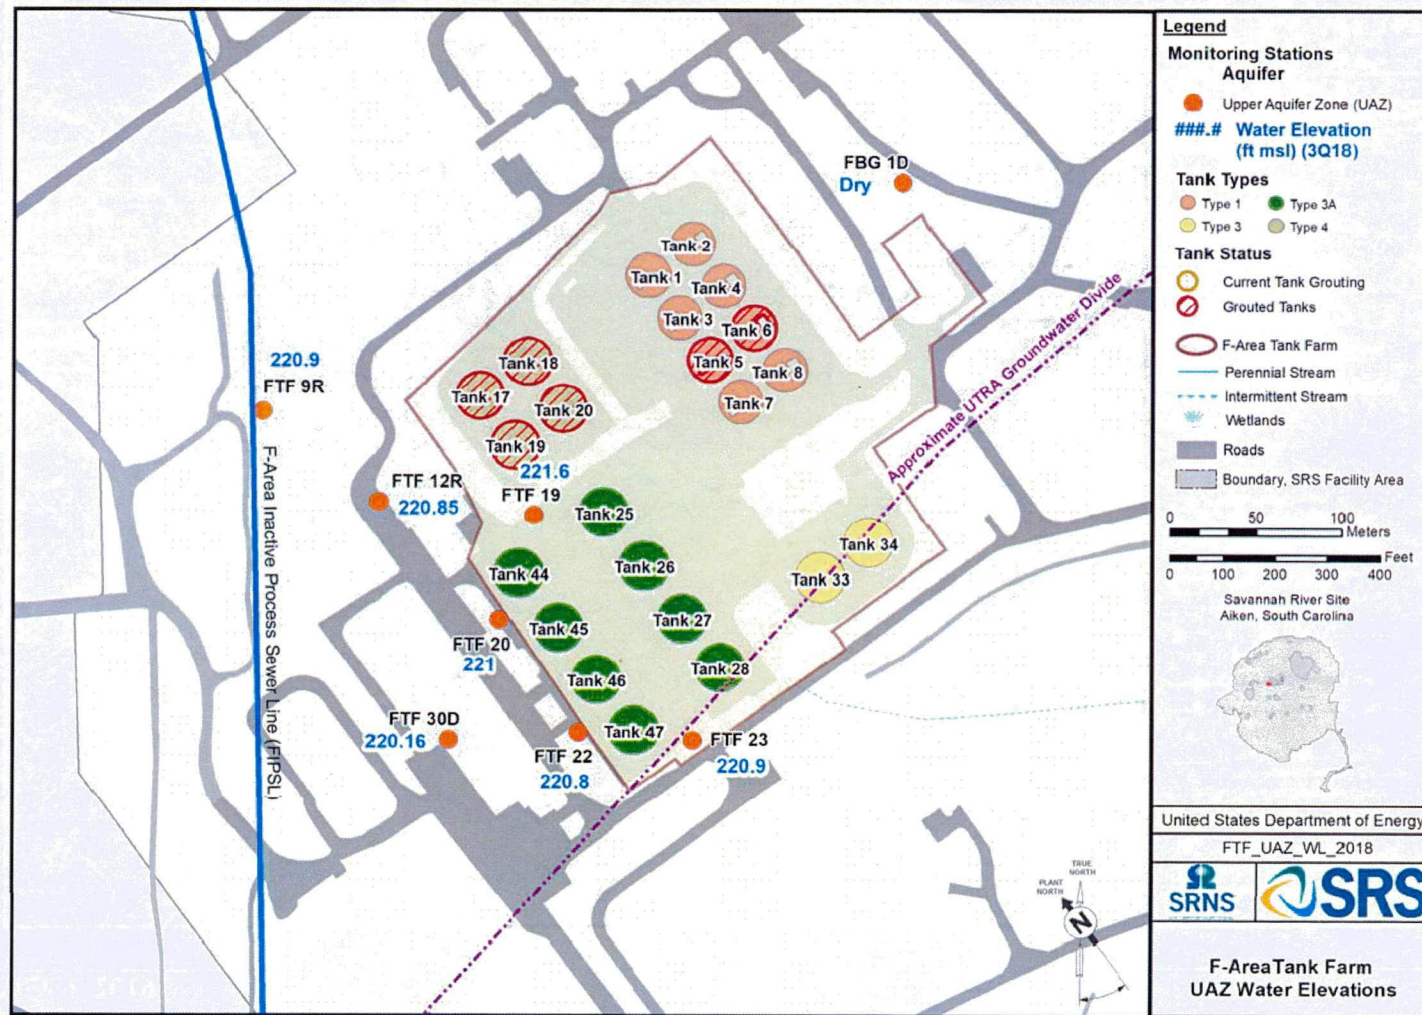 FBG 1D
Dry
Tank 2
Tank 1
Tank 4
Tank 3
Tank 6
Tank 5
Tank 8
Tank 7
Approximate UTRA Groundwater Divide
220.9
FTF 9R
Tank 18
Tank 17
Tank 20
Tank 19
221.6
FTF 12R
220.85
FTF 19
Tank 25
F-Area Inactive Process Sewer Line (FIPSL)
Tank 44
Tank 26
Tank 34
Tank 33
Tank 45
Tank 27
FTF 20
221
Tank 28
Tank 46
FTF 30D
220.16
Tank 47
FTF 22
220.8
FTF 23
220.9
TRUE
NORTH
PLANT
NORTH
N
Legend
Monitoring Stations
Aquifer
Upper Aquifer Zone (UAZ)
###.# Water Elevation
(ft msl) (3Q18)
Tank Types
Type 1 Type 3A
Type 3 Type 4
Tank Status
Current Tank Grouting
Grouted Tanks
F-Area Tank Farm
Perennial Stream
Intermittent Stream
Wetlands
Roads
Boundary, SRS Facility Area
0 50 100
Meters
Feet
0 100 200 300 400
Savannah River Site
Aiken, South Carolina
United States Department of Energy
FTF_UAZ_WL_2018
SRNS
SRS
F-AreaTank Farm
UAZ Water Elevations